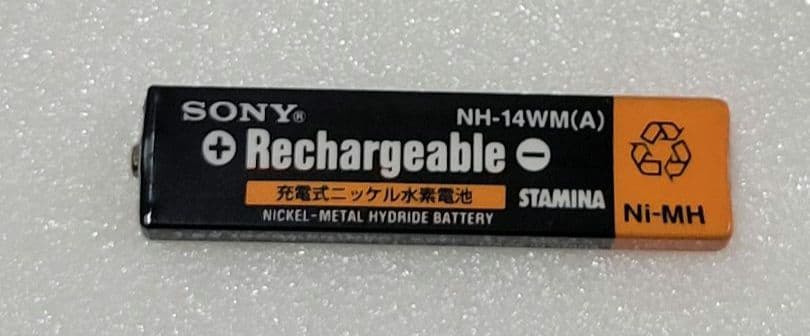 SONY® NH-14WM(A)
+ Rechargeable −
充電式ニッケル水素電池 STAMINA
NICKEL-METAL HYDRIDE BATTERY
Ni-MH